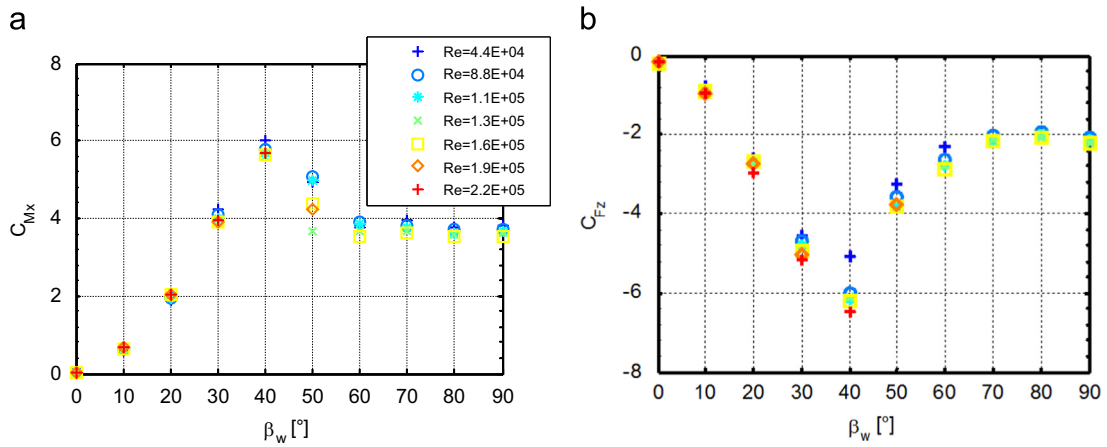 a
8
6
4
2
0
C_Mx
0 10 20 30 40 50 60 70 80 90
β_w [°]
Re=4.4E+04
Re=8.8E+04
Re=1.1E+05
Re=1.3E+05
Re=1.6E+05
Re=1.9E+05
Re=2.2E+05
b
0
-2
-4
-6
-8
C_Fz
0 10 20 30 40 50 60 70 80 90
β_w [°]